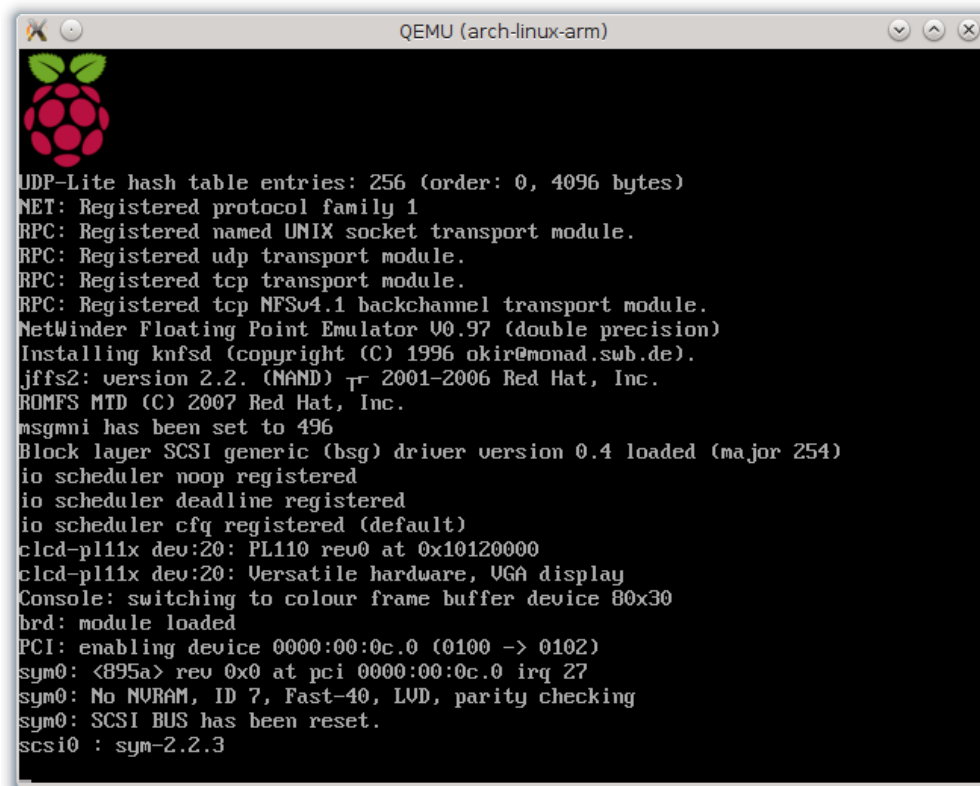 QEMU (arch-linux-arm)
UDP-Lite hash table entries: 256 (order: 0, 4096 bytes)
NET: Registered protocol family 1
RPC: Registered named UNIX socket transport module.
RPC: Registered udp transport module.
RPC: Registered tcp transport module.
RPC: Registered tcp NFSv4.1 backchannel transport module.
NetWinder Floating Point Emulator V0.97 (double precision)
Installing knfsd (copyright (C) 1996 okir@monad.swb.de).
jffs2: version 2.2. (NAND) ┬⌐ 2001-2006 Red Hat, Inc.
ROMFS MTD (C) 2007 Red Hat, Inc.
msgmni has been set to 496
Block layer SCSI generic (bsg) driver version 0.4 loaded (major 254)
io scheduler noop registered
io scheduler deadline registered
io scheduler cfq registered (default)
clcd-pl11x dev:20: PL110 rev0 at 0x10120000
clcd-pl11x dev:20: Versatile hardware, VGA display
Console: switching to colour frame buffer device 80x30
brd: module loaded
PCI: enabling device 0000:00:0c.0 (0100 -> 0102)
sym0: <895a> rev 0x0 at pci 0000:00:0c.0 irq 27
sym0: No NVRAM, ID 7, Fast-40, LVD, parity checking
sym0: SCSI BUS has been reset.
scsi0 : sym-2.2.3